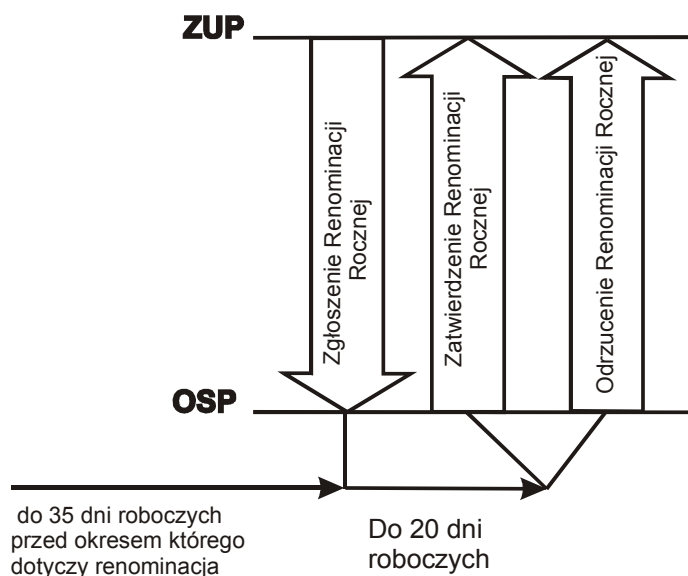 ZUP
Zgłoszenie Renominacji
Rocznej
Zatwierdzenie Renominacji
Rocznej
Odrzucenie Renominacji Rocznej
OSP
do 35 dni roboczych
przed okresem którego
dotyczy renominacja
Do 20 dni
roboczych